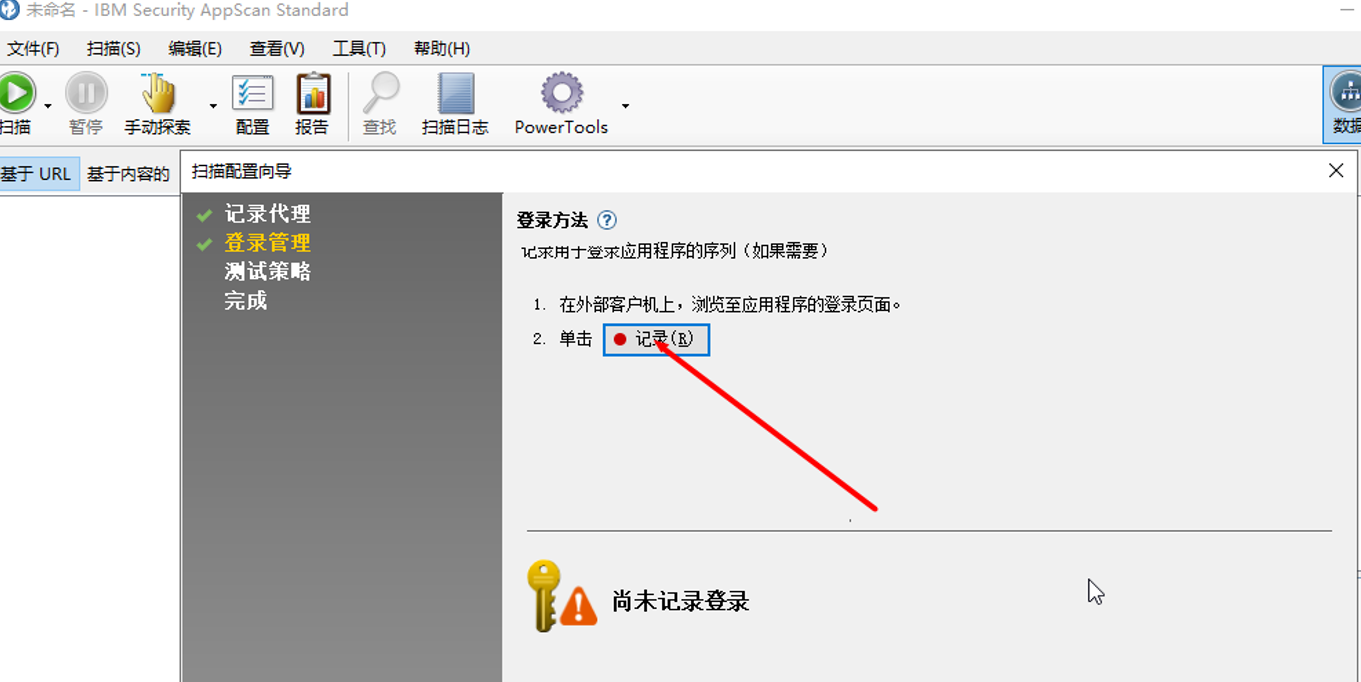 未命名 - IBM Security AppScan Standard
文件(F) 扫描(S) 编辑(E) 查看(V) 工具(T) 帮助(H)
扫描 暂停 手动探索 配置 报告 查找 扫描日志 PowerTools 数据
基于 URL 基于内容的 扫描配置向导
记录代理
登录管理
测试策略
完成
登录方法 ?
记录用于登录应用程序的序列（如果需要）
1. 在外部客户机上，浏览至应用程序的登录页面。
2. 单击 记录(R)
尚未记录登录